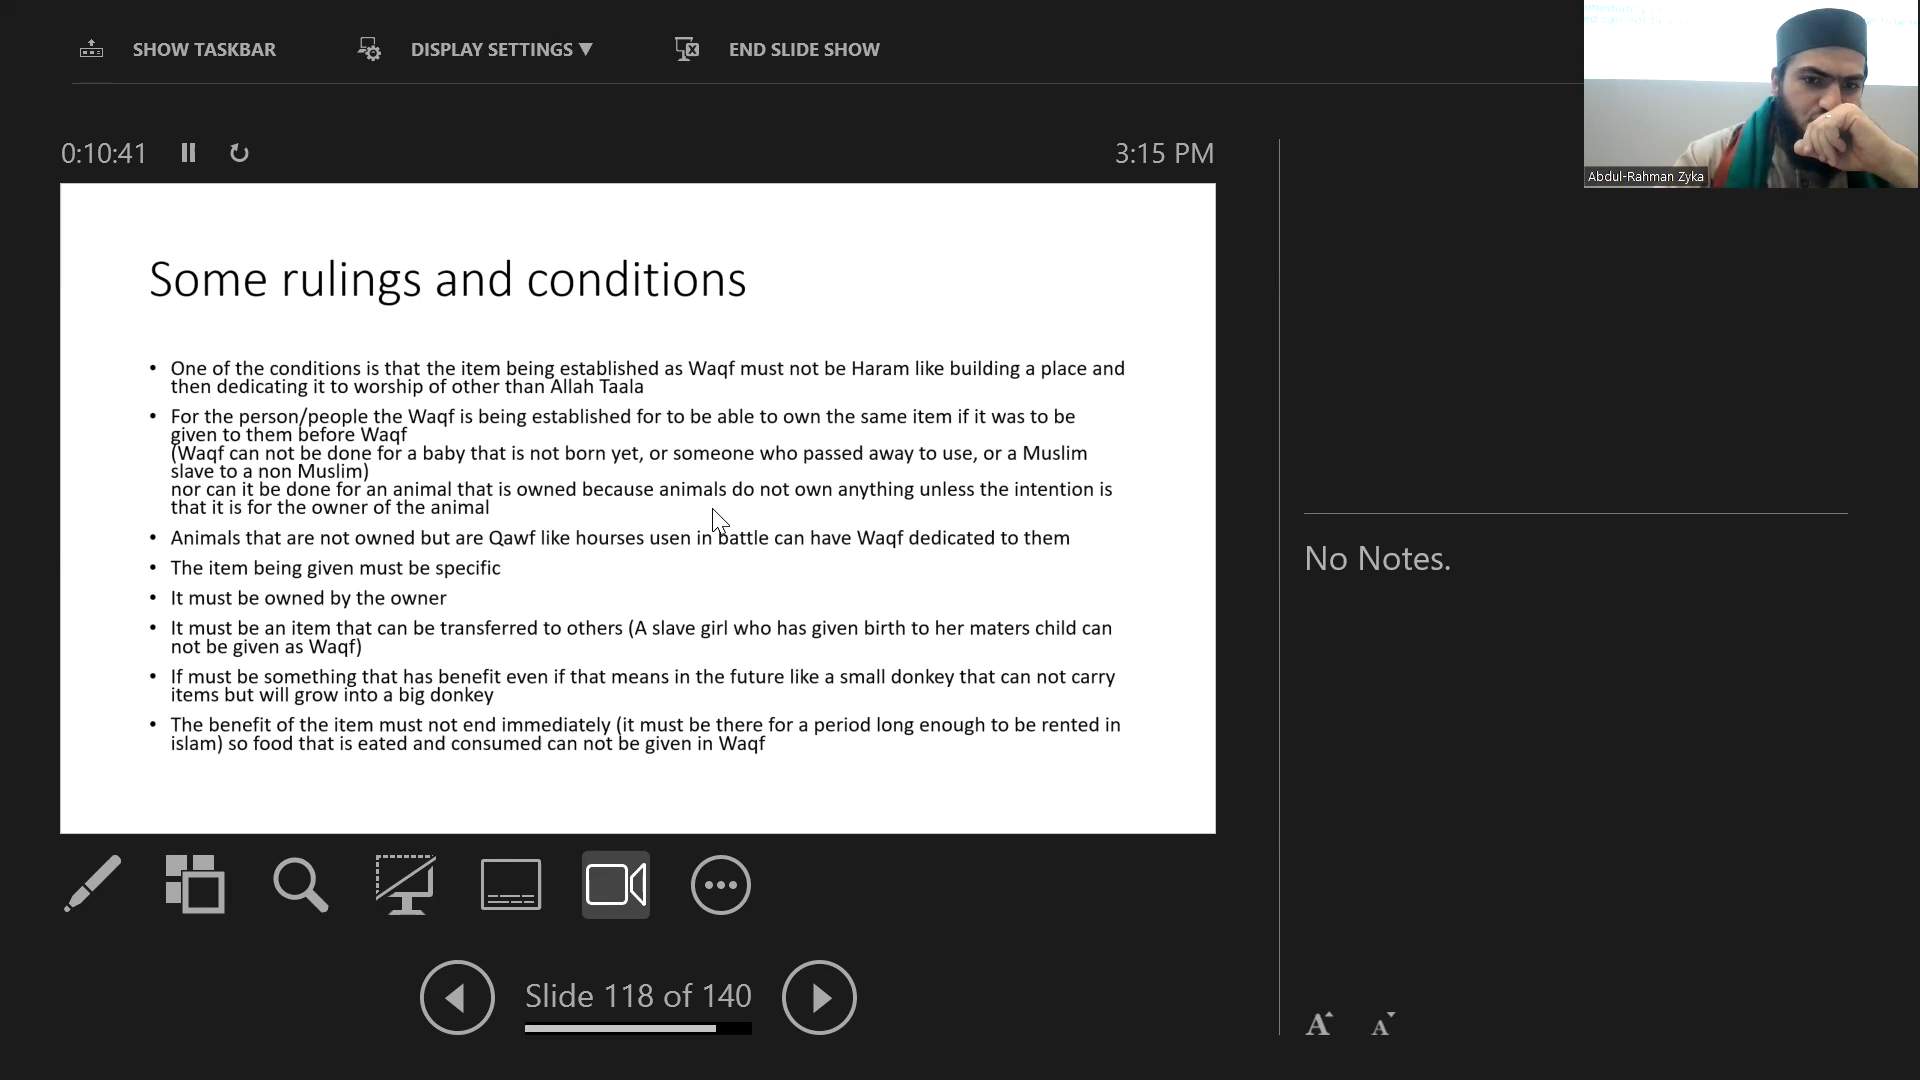 SHOW TASKBAR
DISPLAY SETTINGS ▼
END SLIDE SHOW
Abdul-Rahman Zyka
0:10:41
3:15 PM
Some rulings and conditions
• One of the conditions is that the item being established as Waqf must not be Haram like building a place and
then dedicating it to worship of other than Allah Taala
• For the person/people the Waqf is being established for to be able to own the same item if it was to be
given to them before Waqf
(Waqf can not be done for a baby that is not born yet, or someone who passed away to use, or a Muslim
slave to a non Muslim)
nor can it be done for an animal that is owned because animals do not own anything unless the intention is
that it is for the owner of the animal
• Animals that are not owned but are Qawf like hourses usen in battle can have Waqf dedicated to them
• The item being given must be specific
• It must be owned by the owner
• It must be an item that can be transferred to others (A slave girl who has given birth to her maters child can
not be given as Waqf)
• If must be something that has benefit even if that means in the future like a small donkey that can not carry
items but will grow into a big donkey
• The benefit of the item must not end immediately (it must be there for a period long enough to be rented in
islam) so food that is eated and consumed can not be given in Waqf
No Notes.
Slide 118 of 140
A A